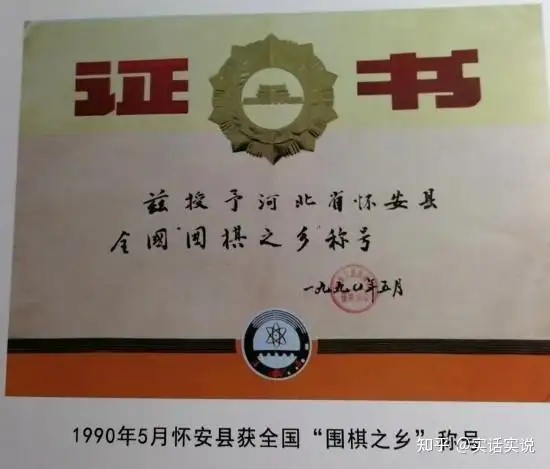 证书
兹授予河北省怀安县
全国“围棋之乡”称号
一九九〇年五月
1990年5月怀安县获全国“围棋之乡”称号
知乎 @实话实说